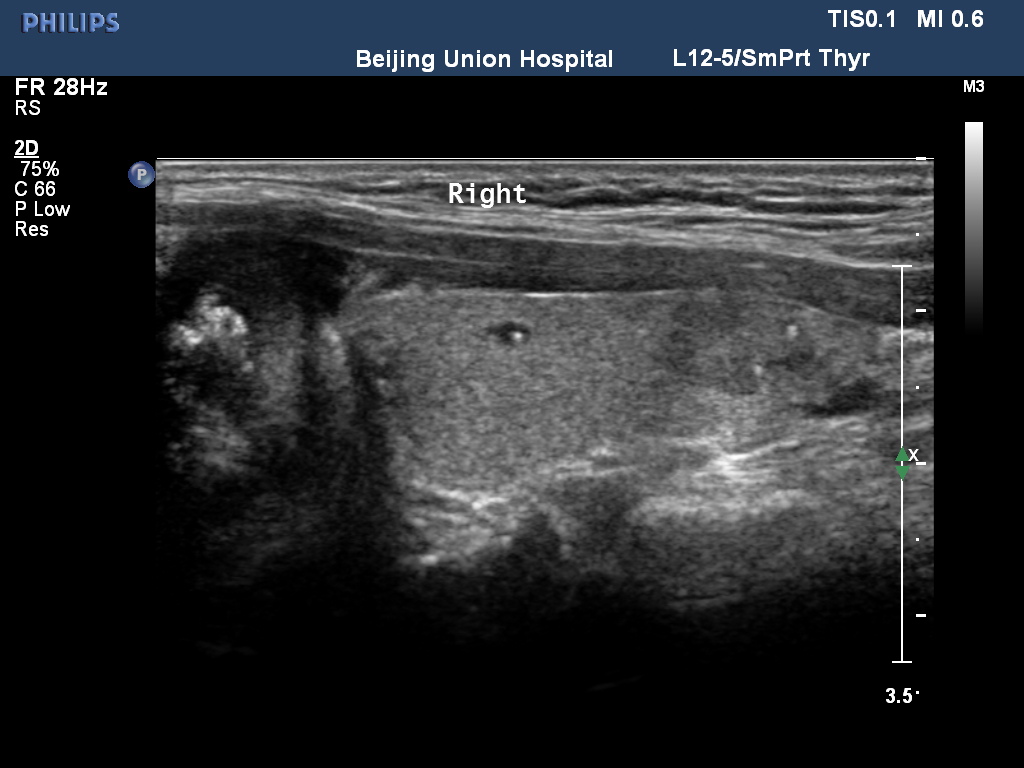 PHILIPS
TIS0.1 MI 0.6
Beijing Union Hospital L12-5/SmPrt Thyr
FR 28Hz
RS
M3
2D
75%
C 66
P Low
Res
P
Right
X
3.5